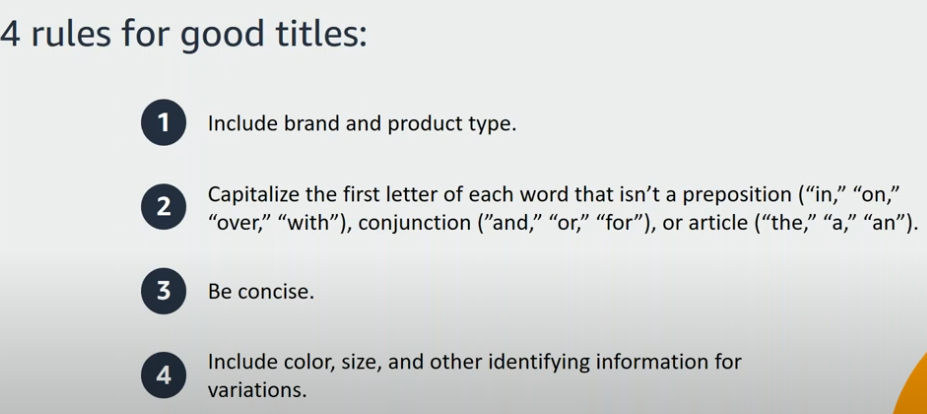 4 rules for good titles:
1 Include brand and product type.
2 Capitalize the first letter of each word that isn’t a preposition (“in,” “on,”
“over,” “with”), conjunction (”and,” “or,” “for”), or article (“the,” “a,” “an”).
3 Be concise.
4 Include color, size, and other identifying information for
variations.